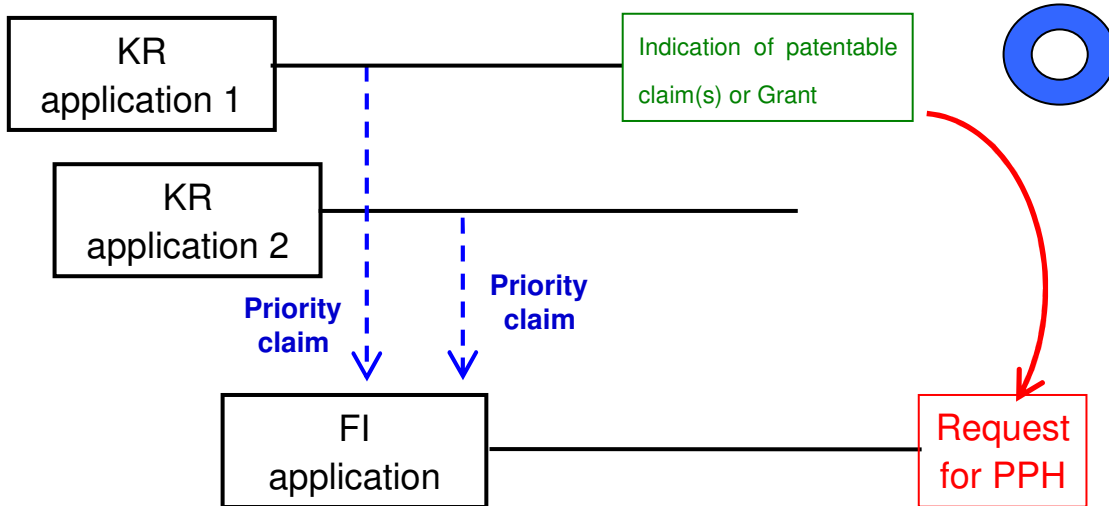 KR
application 1
Indication of patentable
claim(s) or Grant
KR
application 2
Priority
claim
Priority
claim
FI
application
Request
for PPH